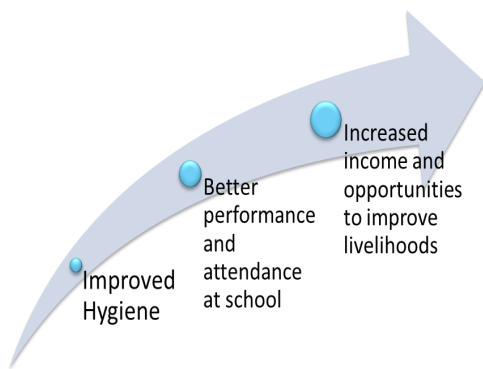 Improved
Hygiene
Better
performance
and
attendance
at school
Increased
income and
opportunities
to improve
livelihoods